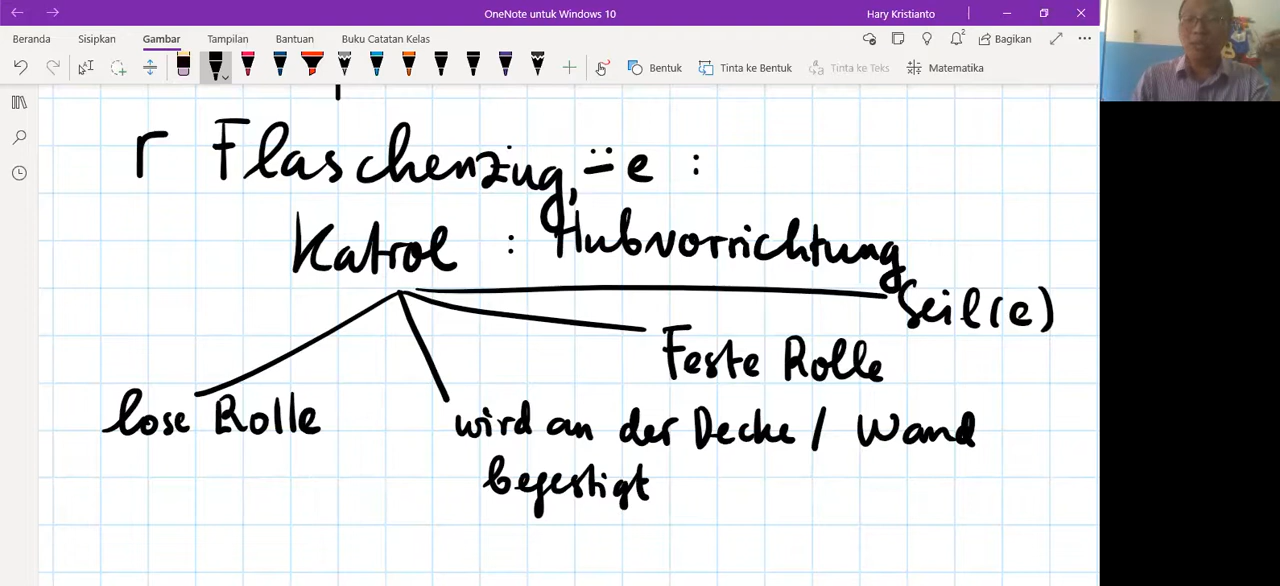 OneNote untuk Windows 10
Hary Kristianto
Beranda Sisipkan Gambar Tampilan Bantuan Buku Catatan Kelas
2 Bagikan
Bentuk Tinta ke Bentuk Tinta ke Teks Matematika
r Flaschenzug, ⸚e :
Katrol : Hubvorrichtung
Seil(e)
Feste Rolle
lose Rolle
wird an der Decke / Wand
befestigt